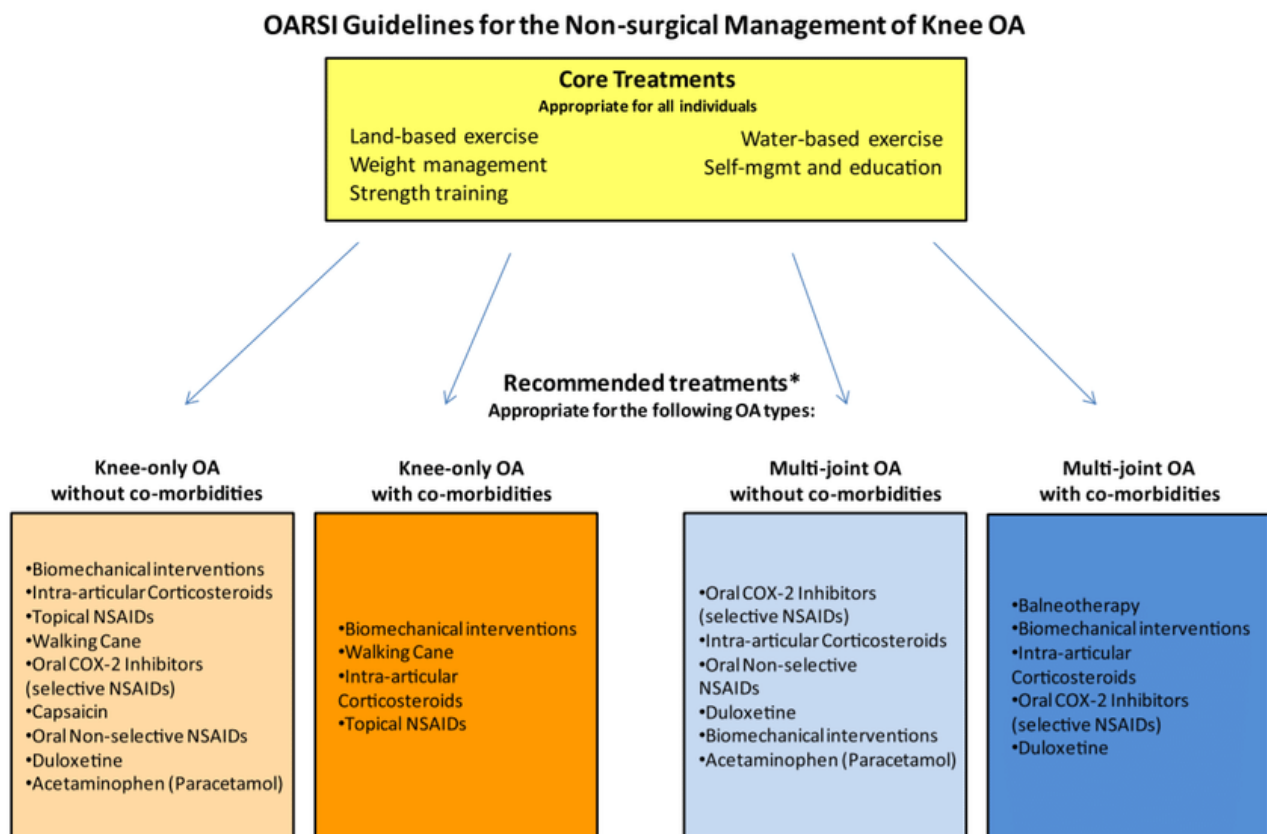 OARSI Guidelines for the Non-surgical Management of Knee OA
Core Treatments
Appropriate for all individuals
Land-based exercise
Weight management
Strength training
Water-based exercise
Self-mgmt and education
Recommended treatments*
Appropriate for the following OA types:
Knee-only OA
without co-morbidities
•Biomechanical interventions
•Intra-articular Corticosteroids
•Topical NSAIDs
•Walking Cane
•Oral COX-2 Inhibitors
(selective NSAIDs)
•Capsaicin
•Oral Non-selective NSAIDs
•Duloxetine
•Acetaminophen (Paracetamol)
Knee-only OA
with co-morbidities
•Biomechanical interventions
•Walking Cane
•Intra-articular
Corticosteroids
•Topical NSAIDs
Multi-joint OA
without co-morbidities
•Oral COX-2 Inhibitors
(selective NSAIDs)
•Intra-articular Corticosteroids
•Oral Non-selective
NSAIDs
•Duloxetine
•Biomechanical interventions
•Acetaminophen (Paracetamol)
Multi-joint OA
with co-morbidities
•Balneotherapy
•Biomechanical interventions
•Intra-articular
Corticosteroids
•Oral COX-2 Inhibitors
(selective NSAIDs)
•Duloxetine